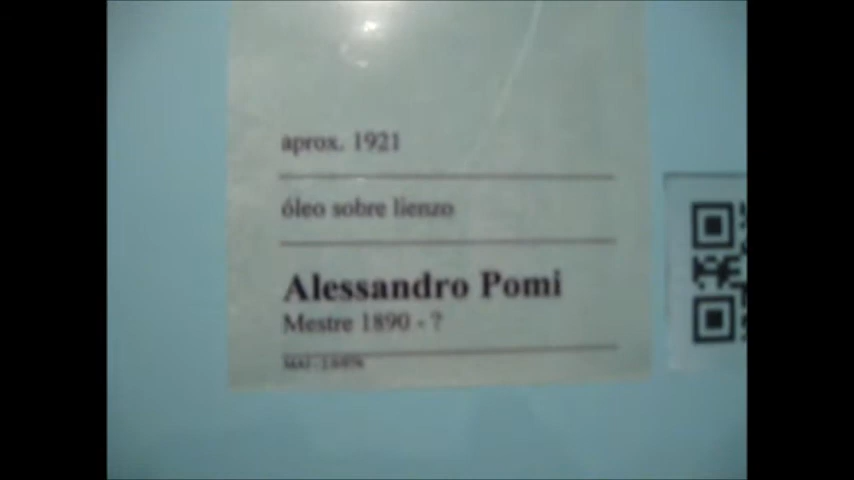 aprox. 1921
óleo sobre lienzo
Alessandro Pomi
Mestre 1890 - ?